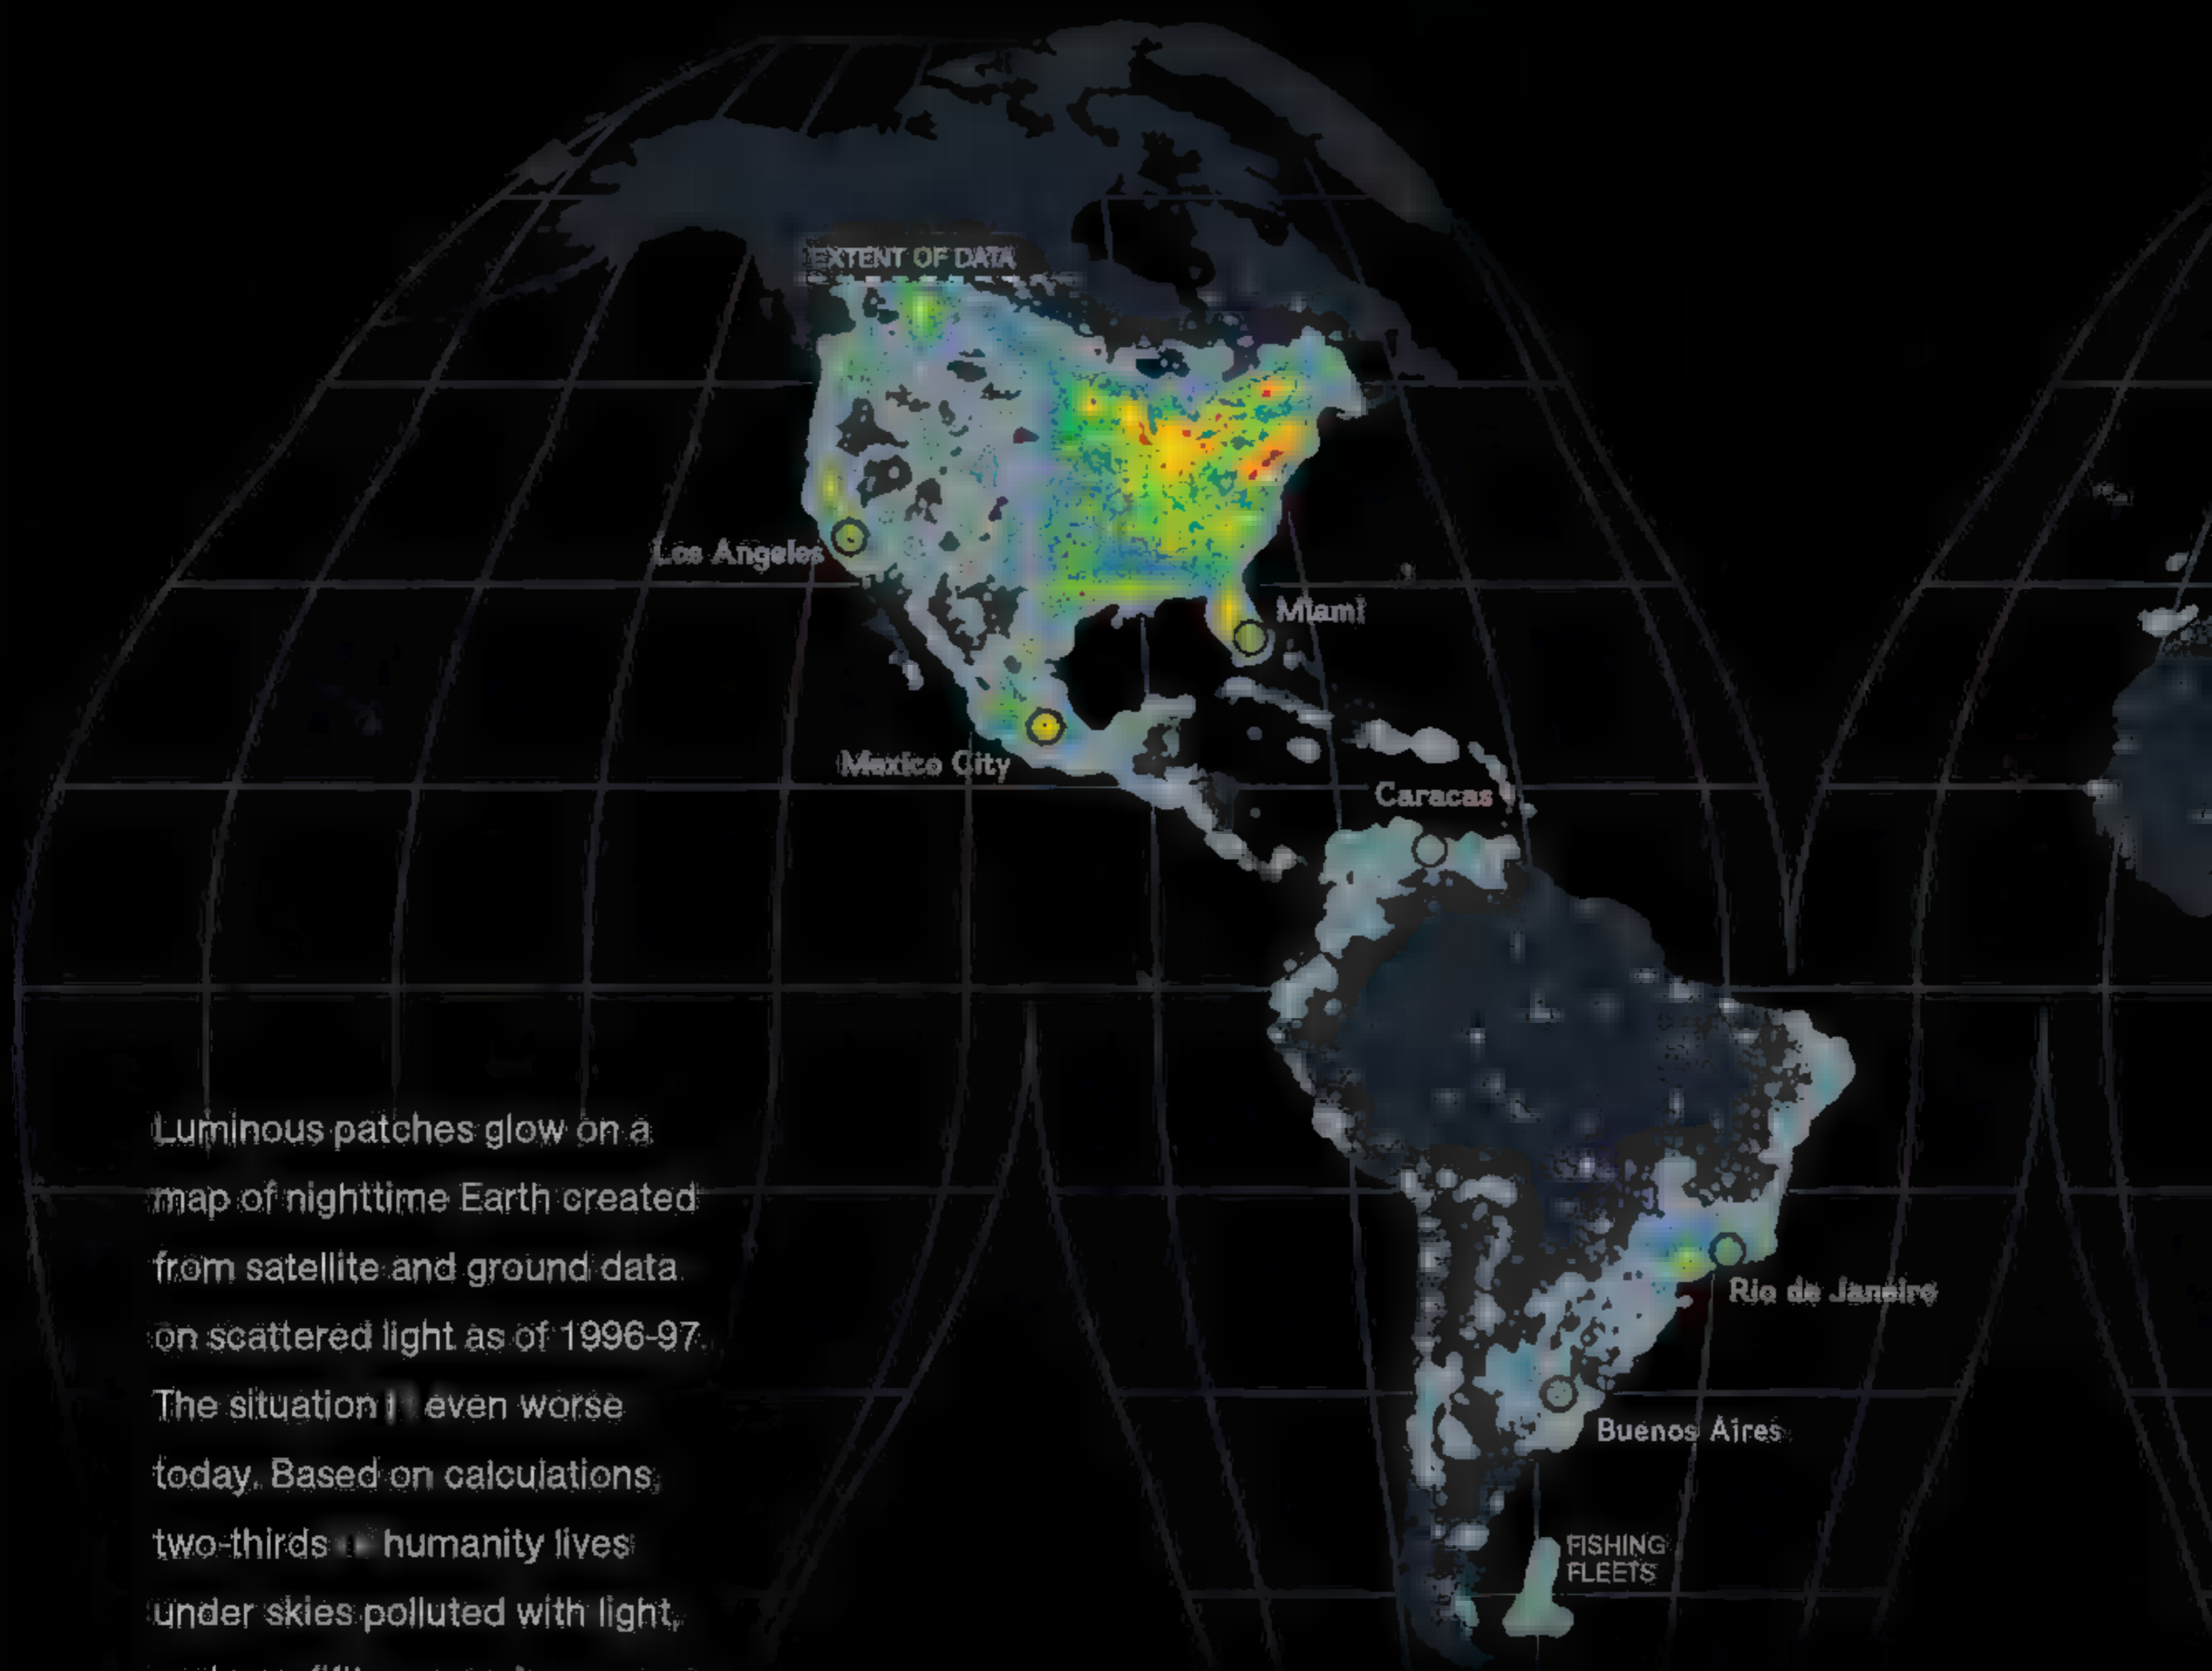 EXTENT OF DATA
Los Angeles
Miami
Mexico City
Caracas
Rio de Janeiro
Buenos Aires
FISHING
FLEETS
Luminous patches glow on a
map of nighttime Earth created
from satellite and ground data
on scattered light as of 1996-97.
The situation even worse
today. Based on calculations,
two-thirds humanity lives
under skies polluted with light,